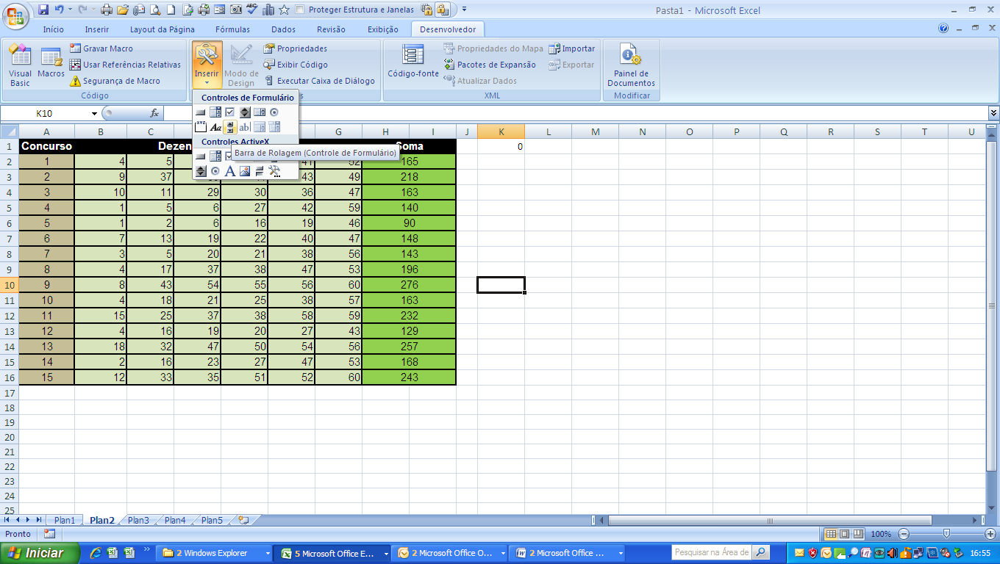 Proteger Estrutura e Janelas
Pasta1 - Microsoft Excel
Início Inserir Layout da Página Fórmulas Dados Revisão Exibição Desenvolvedor
Visual Basic
Macros
Gravar Macro
Usar Referências Relativas
Segurança de Macro
Código
Inserir
Modo de Design
Propriedades
Exibir Código
Executar Caixa de Diálogo
Código-fonte
Propriedades do Mapa
Pacotes de Expansão
Atualizar Dados
Importar
Exportar
XML
Painel de Documentos
Modificar
Controles de Formulário
Aa
ab|
Controles ActiveX
Barra de Rolagem (Controle de Formulário)
K10 fx
A B C G H I J K L M N O P Q R S T U
1 Concurso Dezen Soma 0
2 1 4 5 41 52 165
3 2 9 37 43 49 218
4 3 10 11 29 30 36 47 163
5 4 1 5 6 27 42 59 140
6 5 1 2 6 16 19 46 90
7 6 7 13 19 22 40 47 148
8 7 3 5 20 21 38 56 143
9 8 4 17 37 38 47 53 196
10 9 8 43 54 55 56 60 276
11 10 4 18 21 25 38 57 163
12 11 15 25 37 38 58 59 232
13 12 4 16 19 20 27 43 129
14 13 18 32 47 50 54 56 257
15 14 2 16 23 27 47 53 168
16 15 12 33 35 51 52 60 243
17
18
19
20
21
22
23
24
25
Plan1 Plan2 Plan3 Plan4 Plan5
Pronto 100%
Iniciar 2 Windows Explorer 5 Microsoft Office E... 2 Microsoft Office O... 2 Microsoft Office ... Pesquisar na Área de 16:55